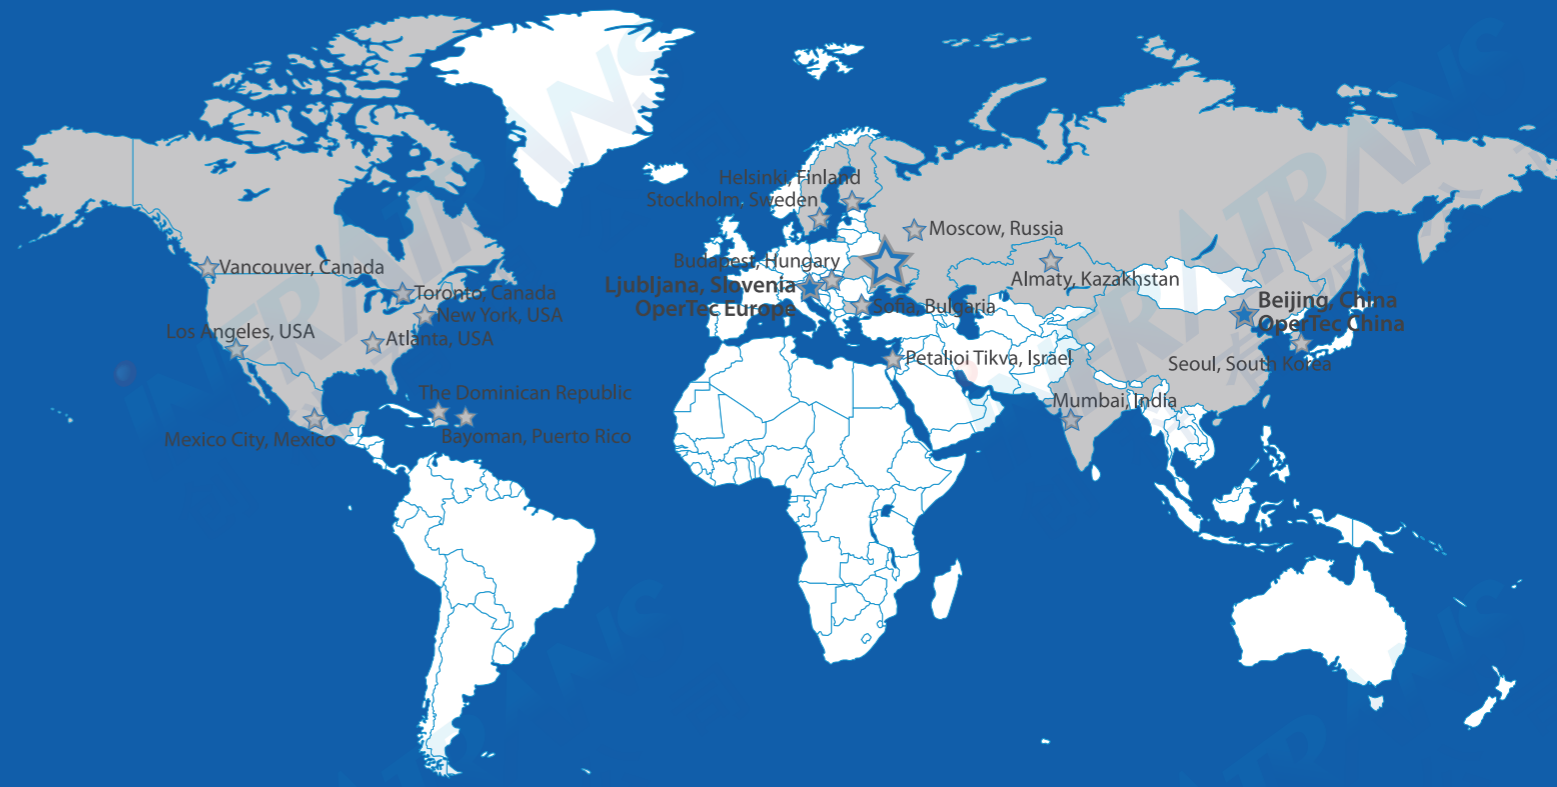 Helsinki, Finland
Stockholm. Sweden
Moscow, Russia
Budapest, Hungary
Vancouver, Canada
Almaty, Kazakhstan
Ljubljana, Slovenia
OperTec Europe
Toronto, Canada
Sofia, Bulgaria
Beijing, China
OperTec China
New York, USA
Los Angeles, USA
Atlanta, USA
Petalioi Tikva, Israel
Seoul, South Korea
The Dominican Republic
Mumbai, India
Mexico City, Mexico
Bayoman, Puerto Rico